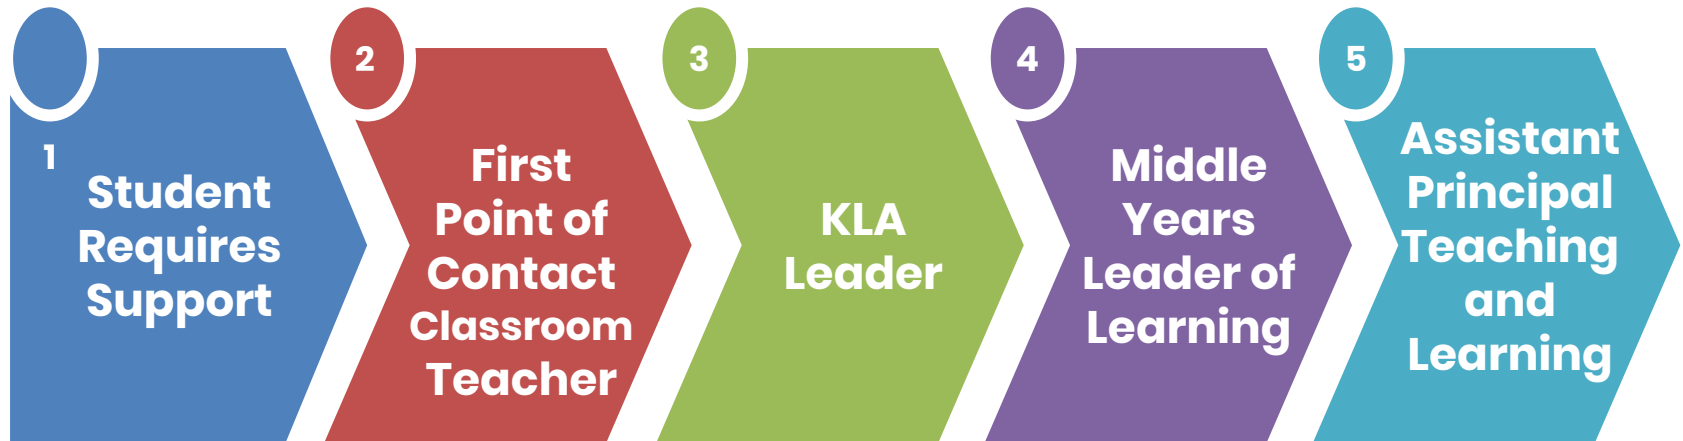 1
Student
Requires
Support
2
First
Point of
Contact
Classroom
Teacher
3
KLA
Leader
4
Middle
Years
Leader of
Learning
5
Assistant
Principal
Teaching
and
Learning